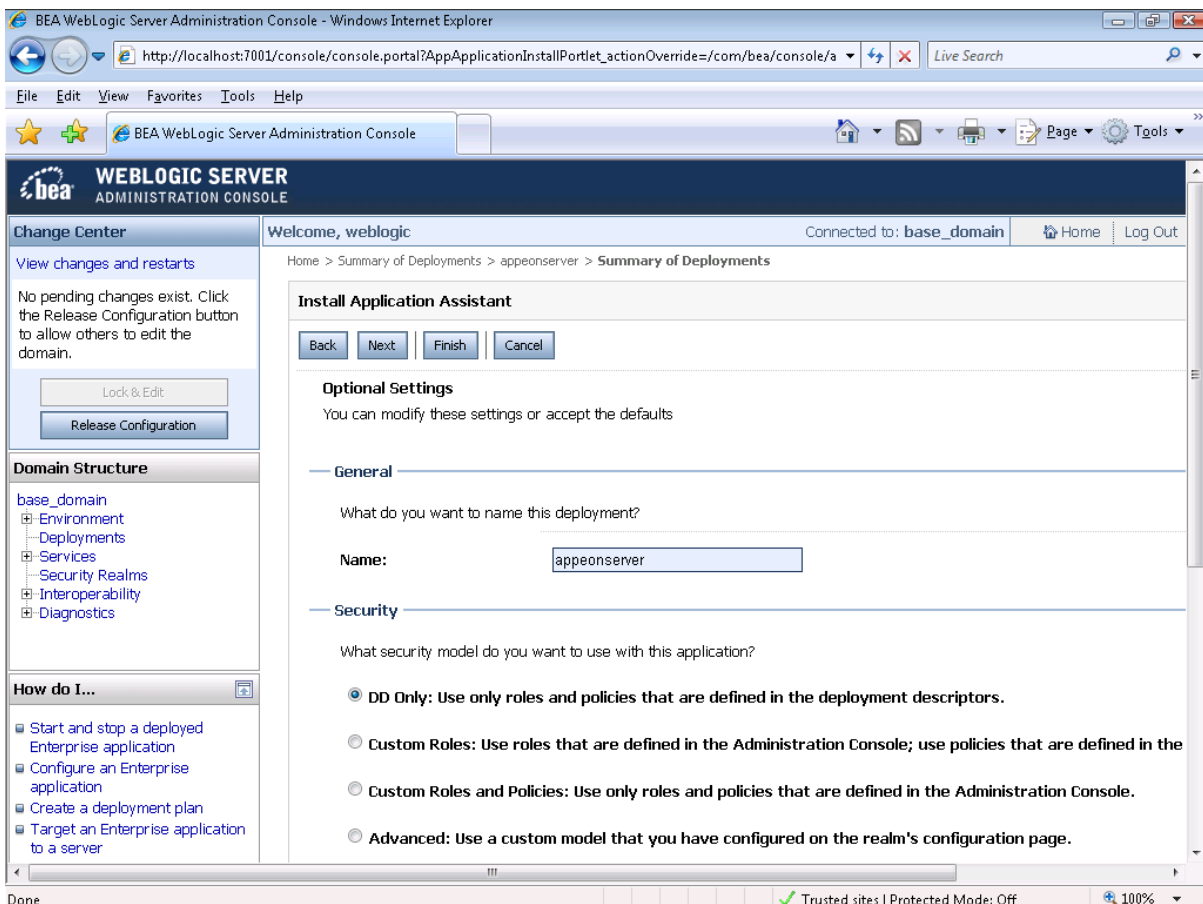 BEA WebLogic Server Administration Console - Windows Internet Explorer
http://localhost:7001/console/console.portal?AppApplicationInstallPortlet_actionOverride=/com/bea/console/a
Live Search
File Edit View Favorites Tools Help
BEA WebLogic Server Administration Console
Page Tools
bea WEBLOGIC SERVER
ADMINISTRATION CONSOLE
Change Center
View changes and restarts
No pending changes exist. Click
the Release Configuration button
to allow others to edit the
domain.
Lock & Edit
Release Configuration
Domain Structure
base_domain
Environment
Deployments
Services
Security Realms
Interoperability
Diagnostics
How do I...
Start and stop a deployed
Enterprise application
Configure an Enterprise
application
Create a deployment plan
Target an Enterprise application
to a server
Welcome, weblogic
Connected to: base_domain
Home
Log Out
Home > Summary of Deployments > appeonserver > Summary of Deployments
Install Application Assistant
Back Next Finish Cancel
Optional Settings
You can modify these settings or accept the defaults
General
What do you want to name this deployment?
Name: appeonserver
Security
What security model do you want to use with this application?
DD Only: Use only roles and policies that are defined in the deployment descriptors.
Custom Roles: Use roles that are defined in the Administration Console; use policies that are defined in the
Custom Roles and Policies: Use only roles and policies that are defined in the Administration Console.
Advanced: Use a custom model that you have configured on the realm's configuration page.
Done
Trusted sites | Protected Mode: Off
100%